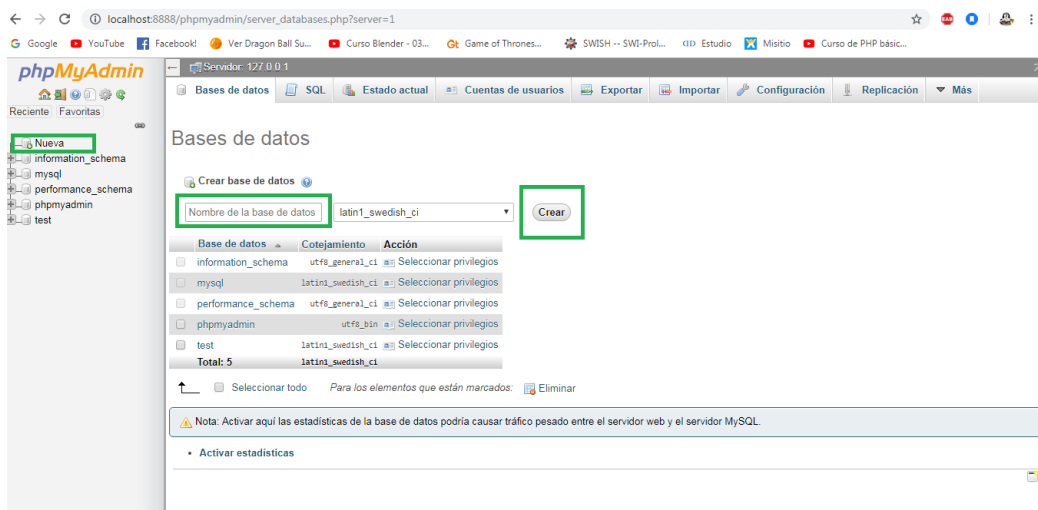 localhost:8888/phpmyadmin/server_databases.php?server=1
Google YouTube Facebook! Ver Dragon Ball Su... Curso Blender - 03... Game of Thrones... SWISH -- SWI-Prol... Estudio Misitio Curso de PHP básic...
phpMyAdmin
Servidor: 127.0.0.1
Bases de datos SQL Estado actual Cuentas de usuarios Exportar Importar Configuración Replicación Más
Reciente Favoritas
Nueva
information_schema
mysql
performance_schema
phpmyadmin
test
Bases de datos
Crear base de datos
Nombre de la base de datos latin1_swedish_ci Crear
Base de datos Cotejamiento Acción
information_schema utf8_general_ci Seleccionar privilegios
mysql latin1_swedish_ci Seleccionar privilegios
performance_schema utf8_general_ci Seleccionar privilegios
phpmyadmin utf8_bin Seleccionar privilegios
test latin1_swedish_ci Seleccionar privilegios
Total: 5 latin1_swedish_ci
Seleccionar todo Para los elementos que están marcados: Eliminar
Nota: Activar aquí las estadísticas de la base de datos podría causar tráfico pesado entre el servidor web y el servidor MySQL.
• Activar estadísticas